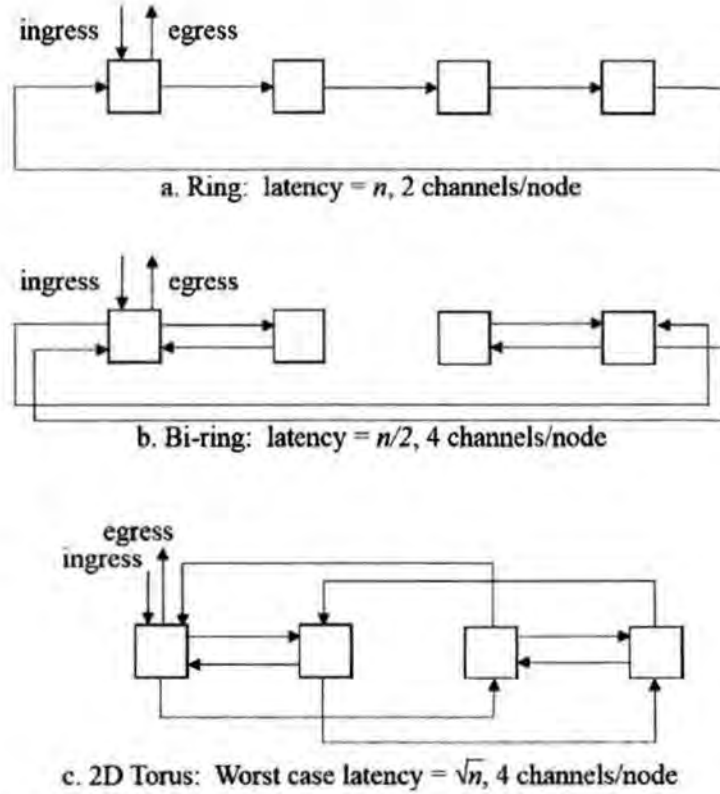 ingress egress
a. Ring: latency = n, 2 channels/node
ingress egress
b. Bi-ring: latency = n/2, 4 channels/node
egress
ingress
c. 2D Torus: Worst case latency = √n, 4 channels/node